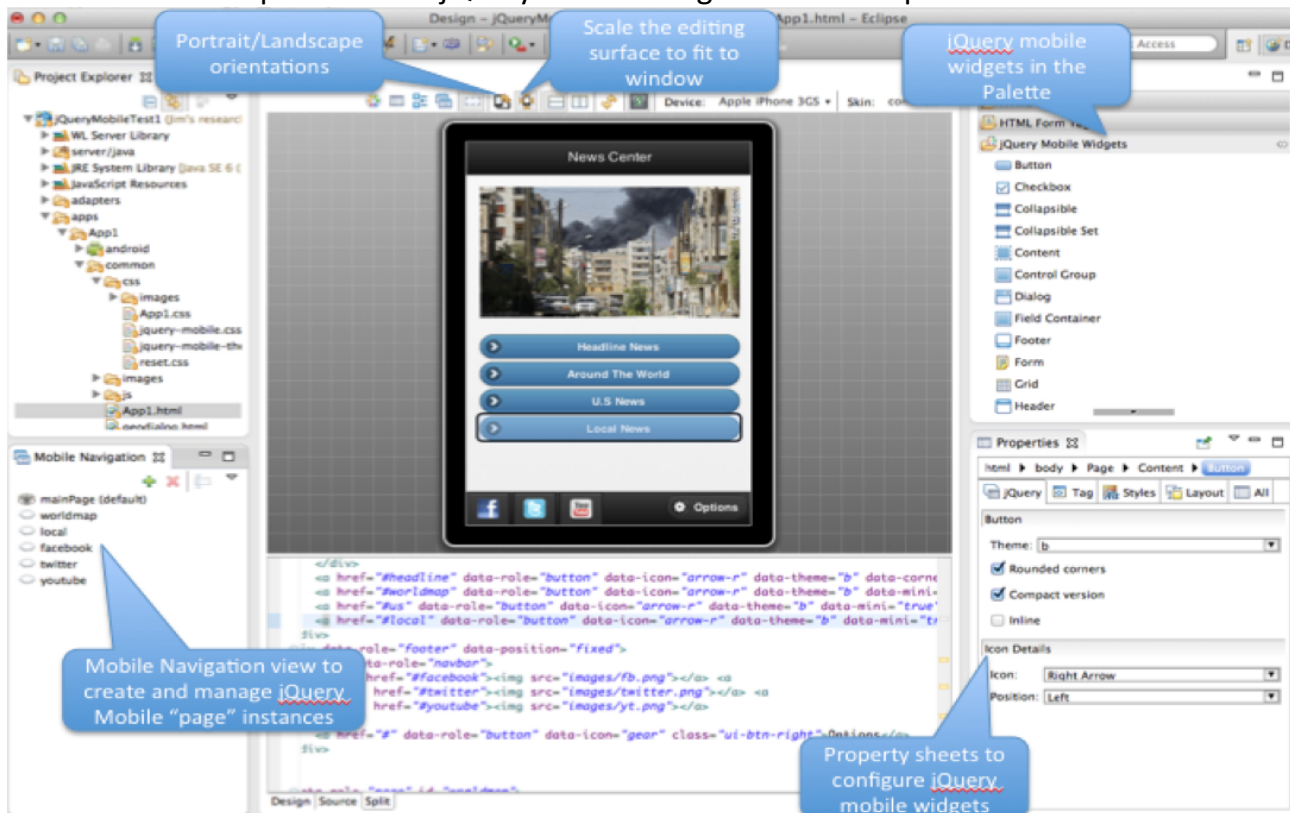 Design – jQueryM
App1.html – Eclipse
Portrait/Landscape
orientations
Scale the editing
surface to fit to
window
jQuery mobile
widgets in the
Palette
Access
Project Explorer
jQueryMobileTest1 (Jim's researc
WL Server Library
server/java
JRE System Library [Java SE 6 (
JavaScript Resources
adapters
apps
App1
android
common
css
images
App1.css
jquery-mobile.css
jquery-mobile-the
reset.css
images
js
App1.html
Device: Apple iPhone 3GS
Skin:
News Center
Headline News
Around The World
U.S News
Local News
Options
HTML Form
jQuery Mobile Widgets
Button
Checkbox
Collapsible
Collapsible Set
Content
Control Group
Dialog
Field Container
Footer
Form
Grid
Header
Mobile Navigation
mainPage (default)
worldmap
local
facebook
twitter
youtube
Mobile Navigation view to
create and manage jQuery
Mobile “page” instances
</div>
<a href="#headline" data-role="button" data-icon="arrow-r" data-theme="b" data-corne
<a href="#worldmap" data-role="button" data-icon="arrow-r" data-theme="b" data-mini=
<a href="#us" data-role="button" data-icon="arrow-r" data-theme="b" data-mini="true"
<a href="#local" data-role="button" data-icon="arrow-r" data-theme="b" data-mini="tr
div>
data-role="footer" data-position="fixed">
ata-role="navbar">
href="#facebook"><img src="images/fb.png"></a> <a
href="#twitter"><img src="images/twitter.png"></a> <a
href="#youtube"><img src="images/yt.png"></a>
<a href="#" data-role="button" data-icon="gear" class="ui-btn-right">Options</a>
div>
Design Source Split
Properties
html body Page Content Button
jQuery Tag Styles Layout All
Button
Theme: b
Rounded corners
Compact version
Inline
Icon Details
Icon: Right Arrow
Position: Left
Property sheets to
configure jQuery
mobile widgets